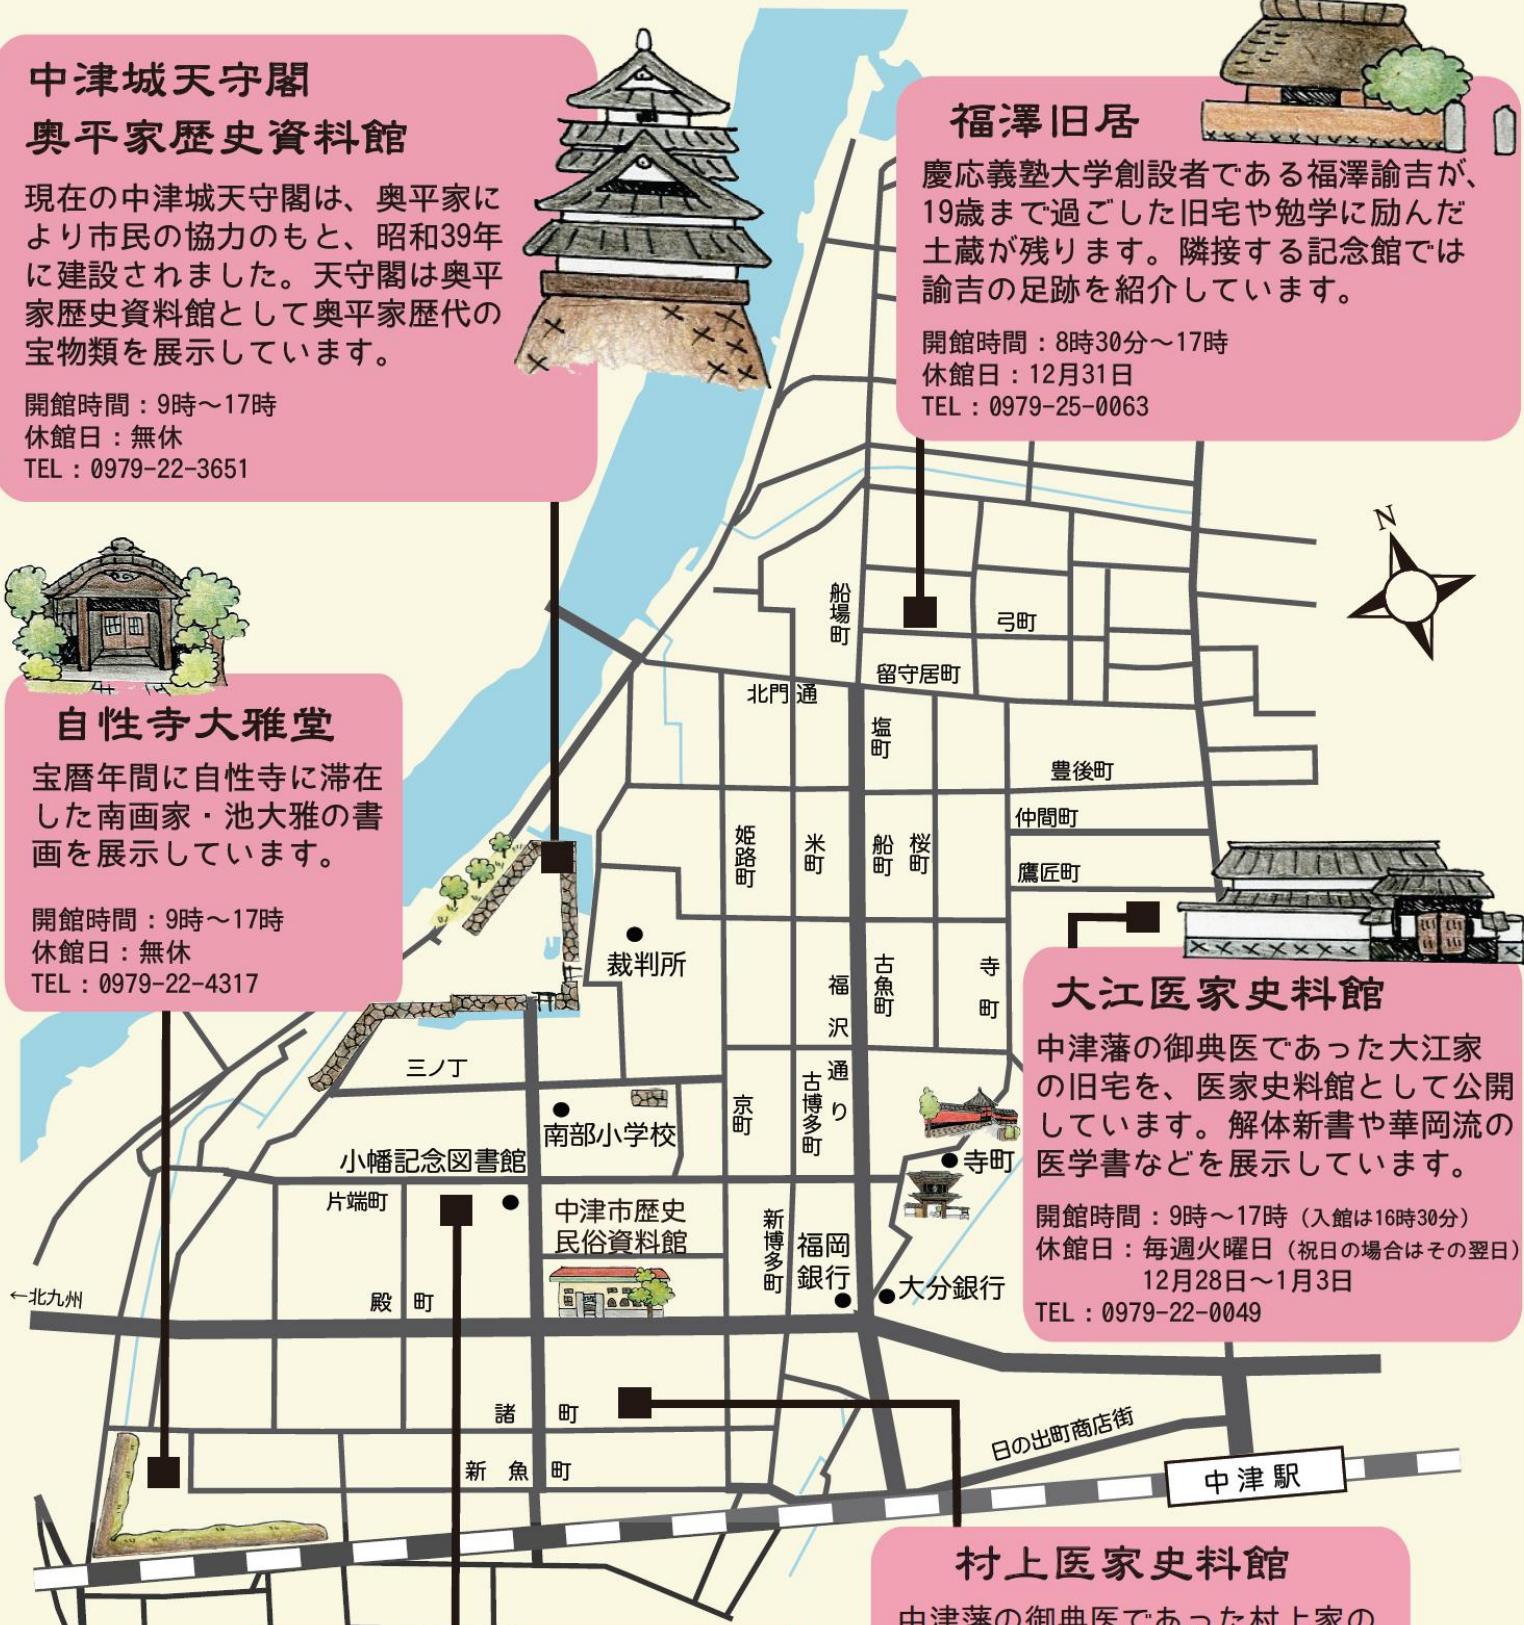 中津城天守閣
奥平家歴史資料館
現在の中津城天守閣は、奥平家に
より市民の協力のもと、昭和39年
に建設されました。天守閣は奥平
家歴史資料館として奥平家歴代の
宝物類を展示しています。
開館時間：9時～17時
休館日：無休
TEL：0979-22-3651
福澤旧居
慶応義塾大学創設者である福澤諭吉が、
19歳まで過ごした旧宅や勉学に励んだ
土蔵が残ります。隣接する記念館では
諭吉の足跡を紹介しています。
開館時間：8時30分～17時
休館日：12月31日
TEL：0979-25-0063
N
自性寺大雅堂
宝暦年間に自性寺に滞在
した南画家・池大雅の書
画を展示しています。
開館時間：9時～17時
休館日：無休
TEL：0979-22-4317
船場町
弓町
留守居町
北門通
塩町
豊後町
仲間町
姫路町
米町
船町
桜町
鷹匠町
裁判所
福沢通り
古魚町
寺町
大江医家史料館
中津藩の御典医であった大江家
の旧宅を、医家史料館として公開
しています。解体新書や華岡流の
医学書などを展示しています。
開館時間：9時～17時（入館は16時30分）
休館日：毎週火曜日（祝日の場合はその翌日）
12月28日～1月3日
TEL：0979-22-0049
三ノ丁
京町
古博多町
南部小学校
小幡記念図書館
寺町
片端町
中津市歴史
民俗資料館
新博多町
福岡
銀行
大分銀行
←北九州
殿町
諸町
日の出町商店街
新魚町
中津駅
村上医家史料館
中津藩の御典医であった村上家の